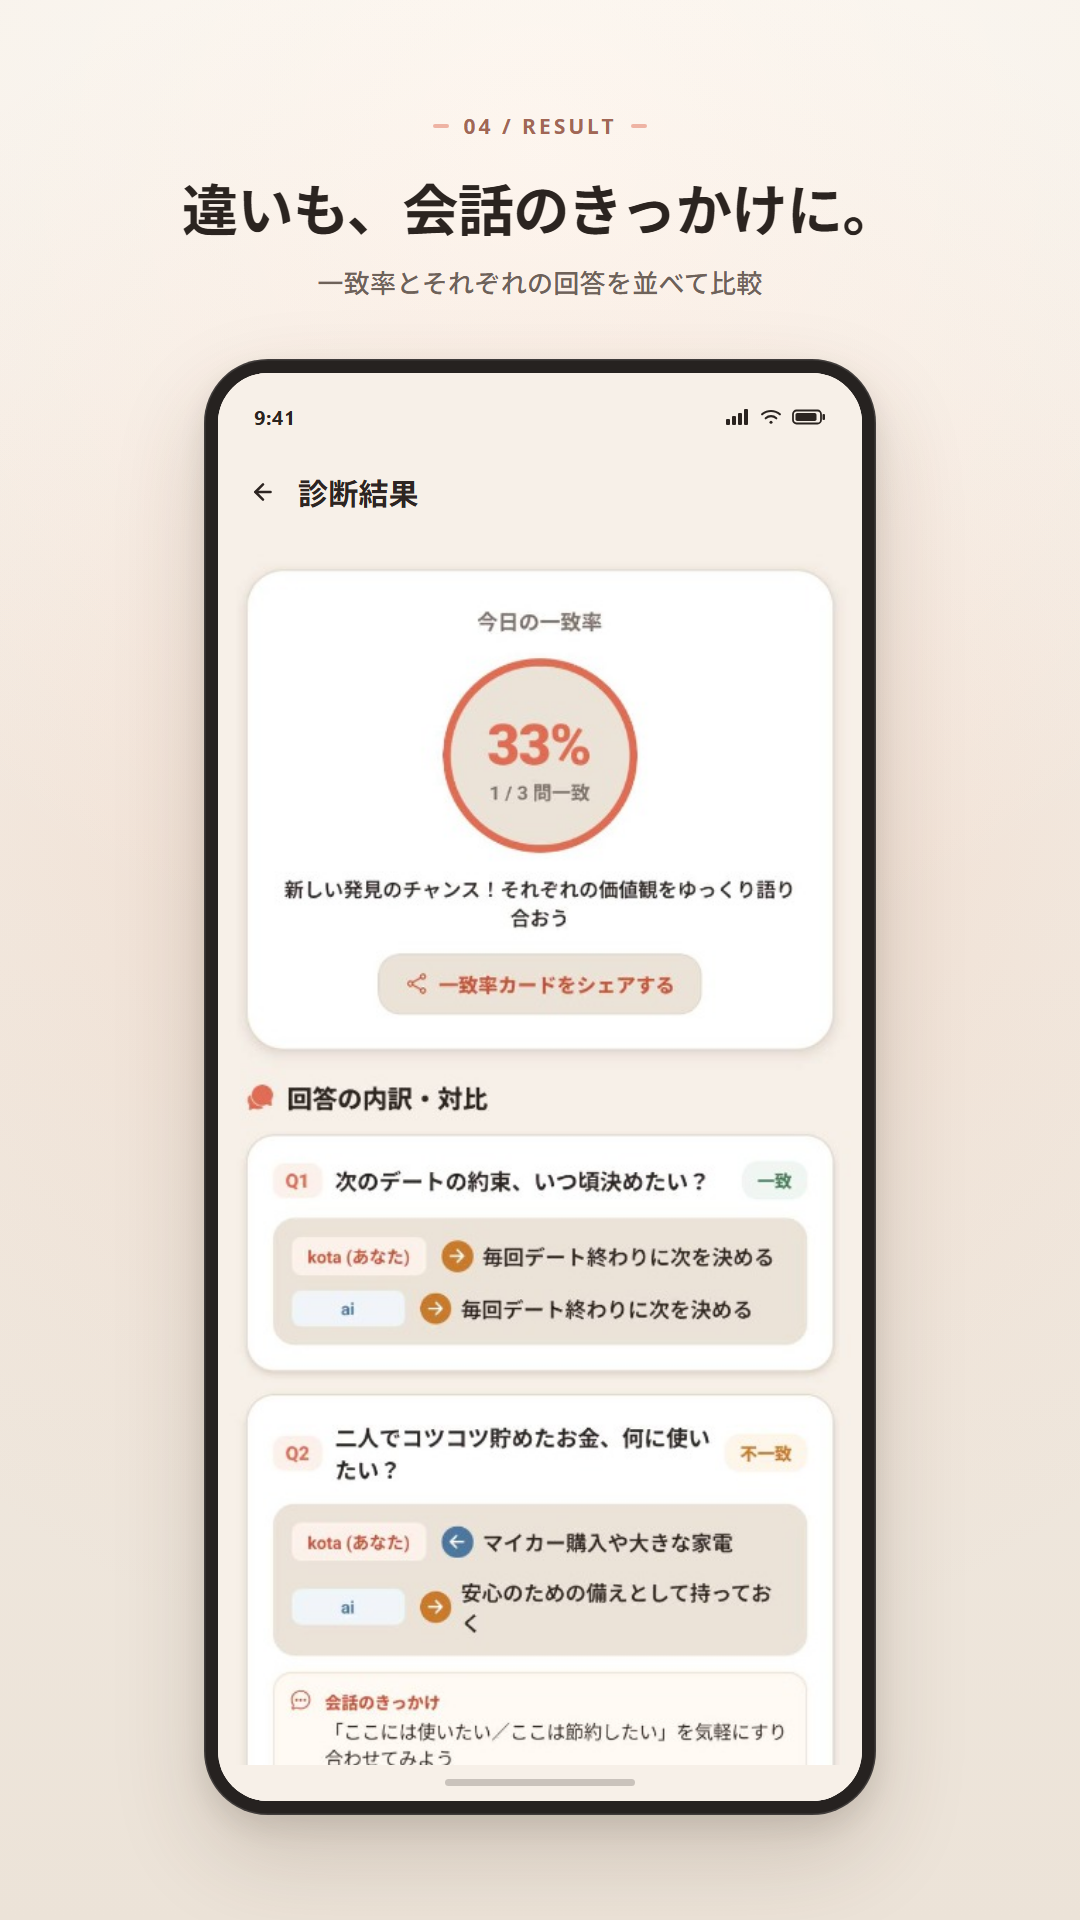 04 / RESULT
違いも、会話のきっかけに。
一致率とそれぞれの回答を並べて比較
9:41
診断結果
今日の一致率
33%
1 / 3 問一致
新しい発見のチャンス！それぞれの価値観をゆっくり語り
合おう
一致率カードをシェアする
回答の内訳・対比
Q1 次のデートの約束、いつ頃決めたい？ 一致
kota (あなた) 毎回デート終わりに次を決める
ai 毎回デート終わりに次を決める
Q2 二人でコツコツ貯めたお金、何に使い
たい？ 不一致
kota (あなた) マイカー購入や大きな家電
ai 安心のための備えとして持ってお
く
会話のきっかけ
「ここには使いたい／ここは節約したい」を気軽にすり
合わせてみよう